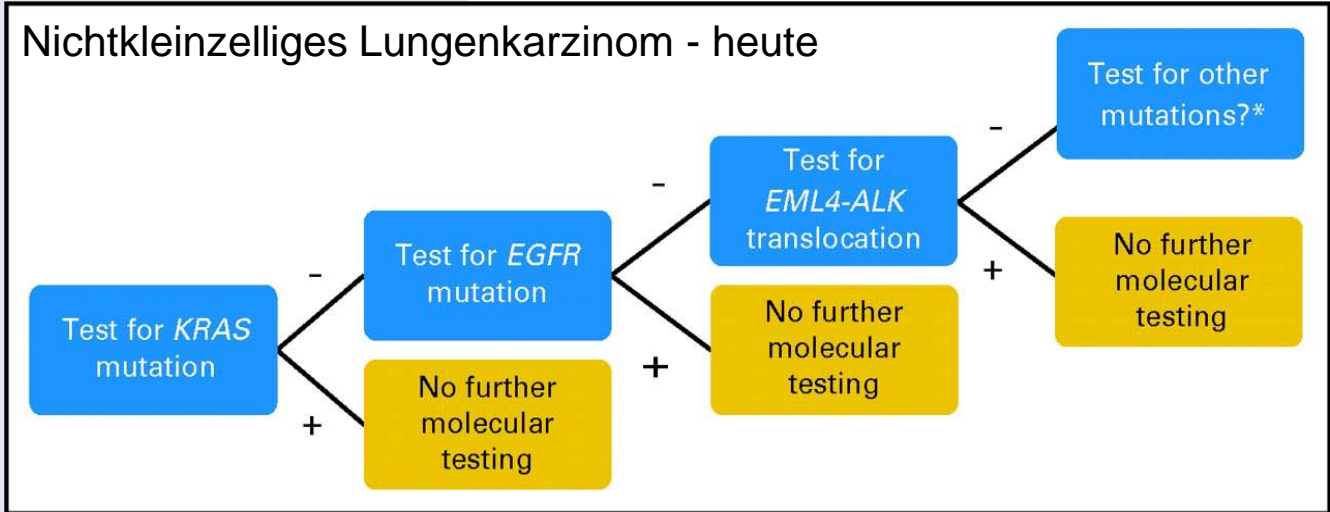 Nichtkleinzelliges Lungenkarzinom - heute
Test for KRAS
mutation
-
+
Test for EGFR
mutation
No further
molecular
testing
-
+
Test for
EML4-ALK
translocation
No further
molecular
testing
-
+
Test for other
mutations?*
No further
molecular
testing